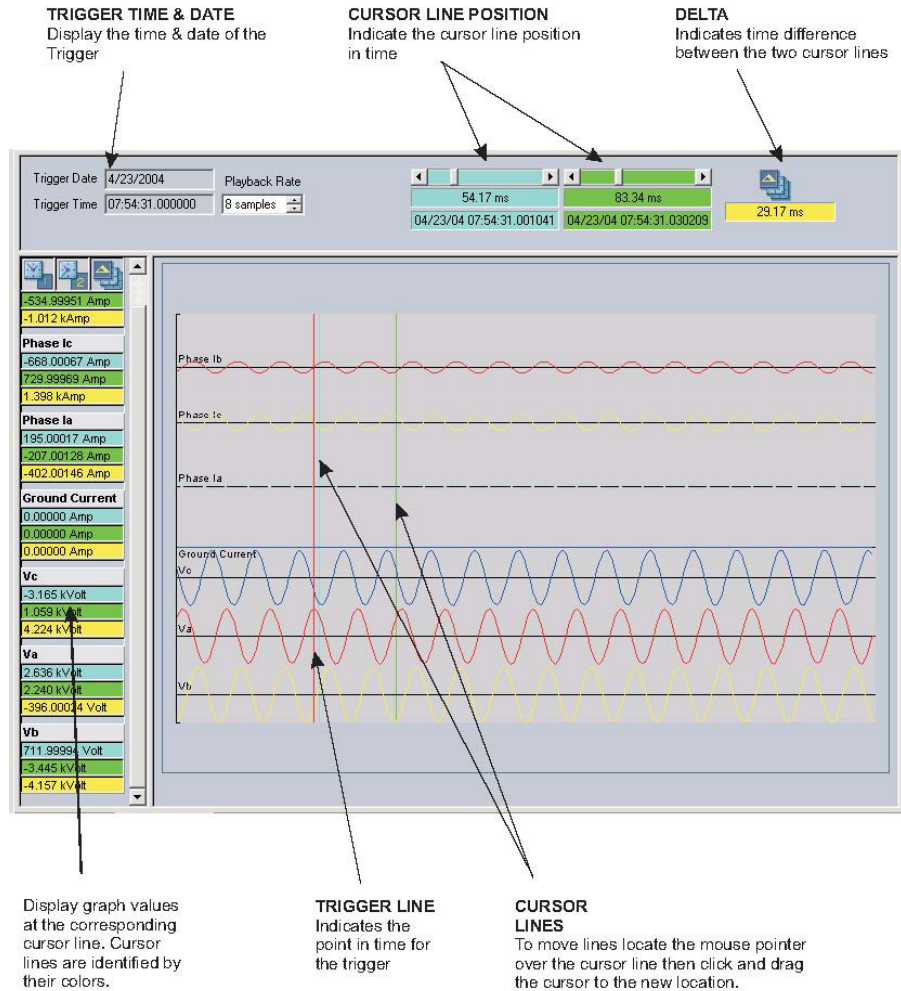 TRIGGER TIME & DATE
Display the time & date of the
Trigger
CURSOR LINE POSITION
Indicate the cursor line position
in time
DELTA
Indicates time difference
between the two cursor lines
Trigger Date 4/23/2004
Playback Rate
Trigger Time 07:54:31.000000
8 samples
54.17 ms
83.34 ms
04/23/04 07:54:31.001041
04/23/04 07:54:31.030209
29.17 ms
1
2
-534.99951 Amp
-1.012 kAmp
Phase Ic
-668.00067 Amp
729.99969 Amp
1.398 kAmp
Phase Ia
195.00017 Amp
-207.00128 Amp
-402.00146 Amp
Ground Current
0.00000 Amp
0.00000 Amp
0.00000 Amp
Vc
-3.165 kVolt
1.059 kVolt
4.224 kVolt
Va
2.636 kVolt
2.240 kVolt
-396.00024 Volt
Vb
711.99994 Volt
-3.445 kVolt
-4.157 kVolt
Phase Ib
Phase Ic
Phase Ia
Ground Current
Vc
Va
Vb
Display graph values
at the corresponding
cursor line. Cursor
lines are identified by
their colors.
TRIGGER LINE
Indicates the
point in time for
the trigger
CURSOR
LINES
To move lines locate the mouse pointer
over the cursor line then click and drag
the cursor to the new location.